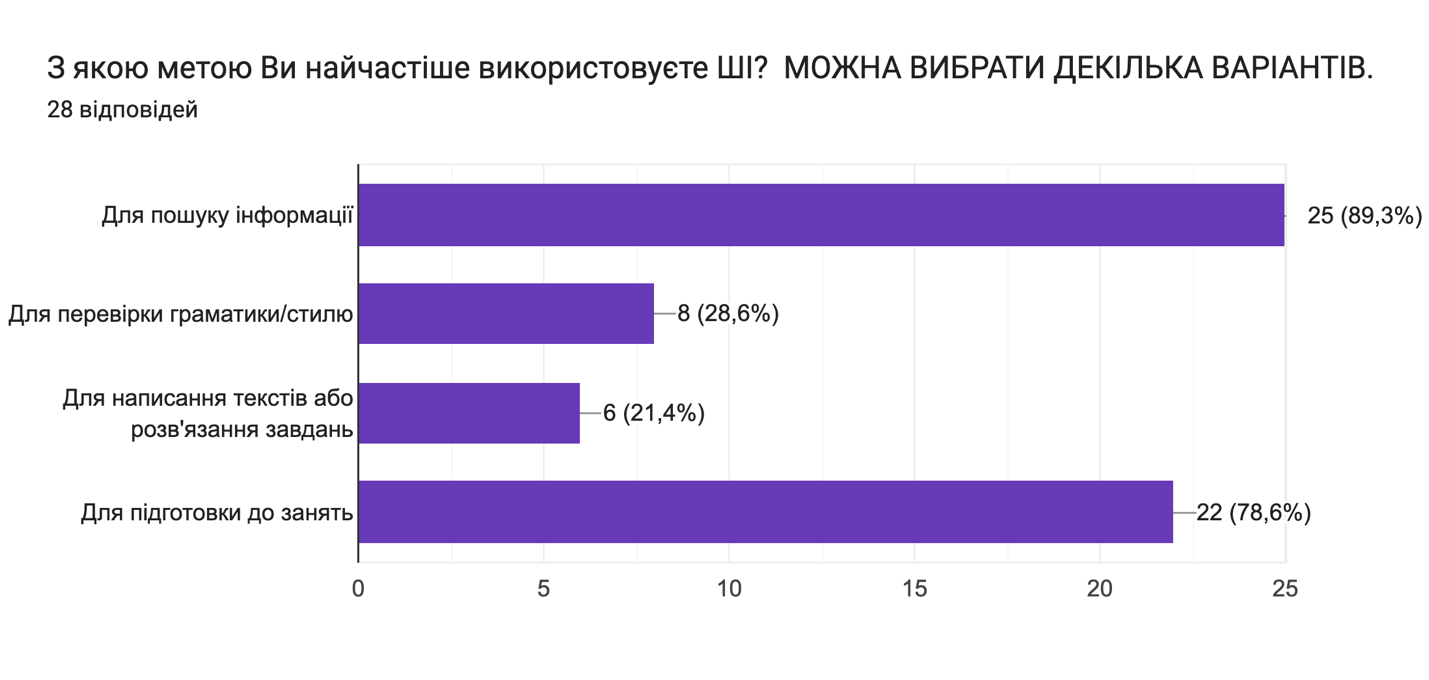 З якою метою Ви найчастіше використовуєте ШІ?  МОЖНА ВИБРАТИ ДЕКІЛЬКА ВАРІАНТІВ.
28 відповідей
Для пошуку інформації
25 (89,3%)
Для перевірки граматики/стилю
8 (28,6%)
Для написання текстів або
розв'язання завдань
6 (21,4%)
Для підготовки до занять
22 (78,6%)
0 5 10 15 20 25